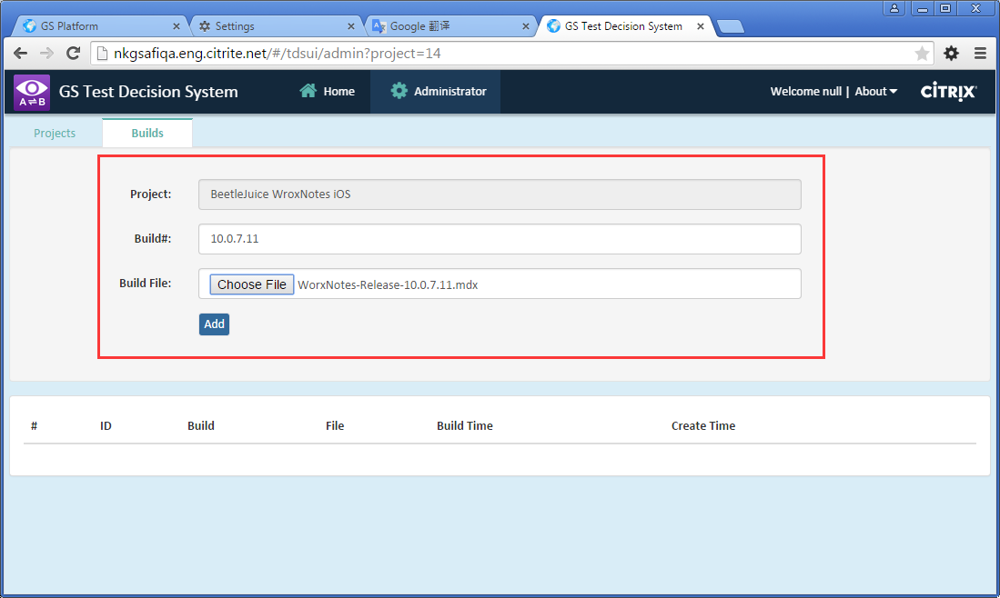 GS Platform
Settings
Google 翻译
GS Test Decision System
nkgsafiqa.eng.citrite.net/#/tdsui/admin?project=14
A⇌B
GS Test Decision System
Home
Administrator
Welcome null | About
CİTRIX®
Projects
Builds
Project:
BeetleJuice WroxNotes iOS
Build#:
10.0.7.11
Build File:
Choose File WorxNotes-Release-10.0.7.11.mdx
Add
# ID Build File Build Time Create Time